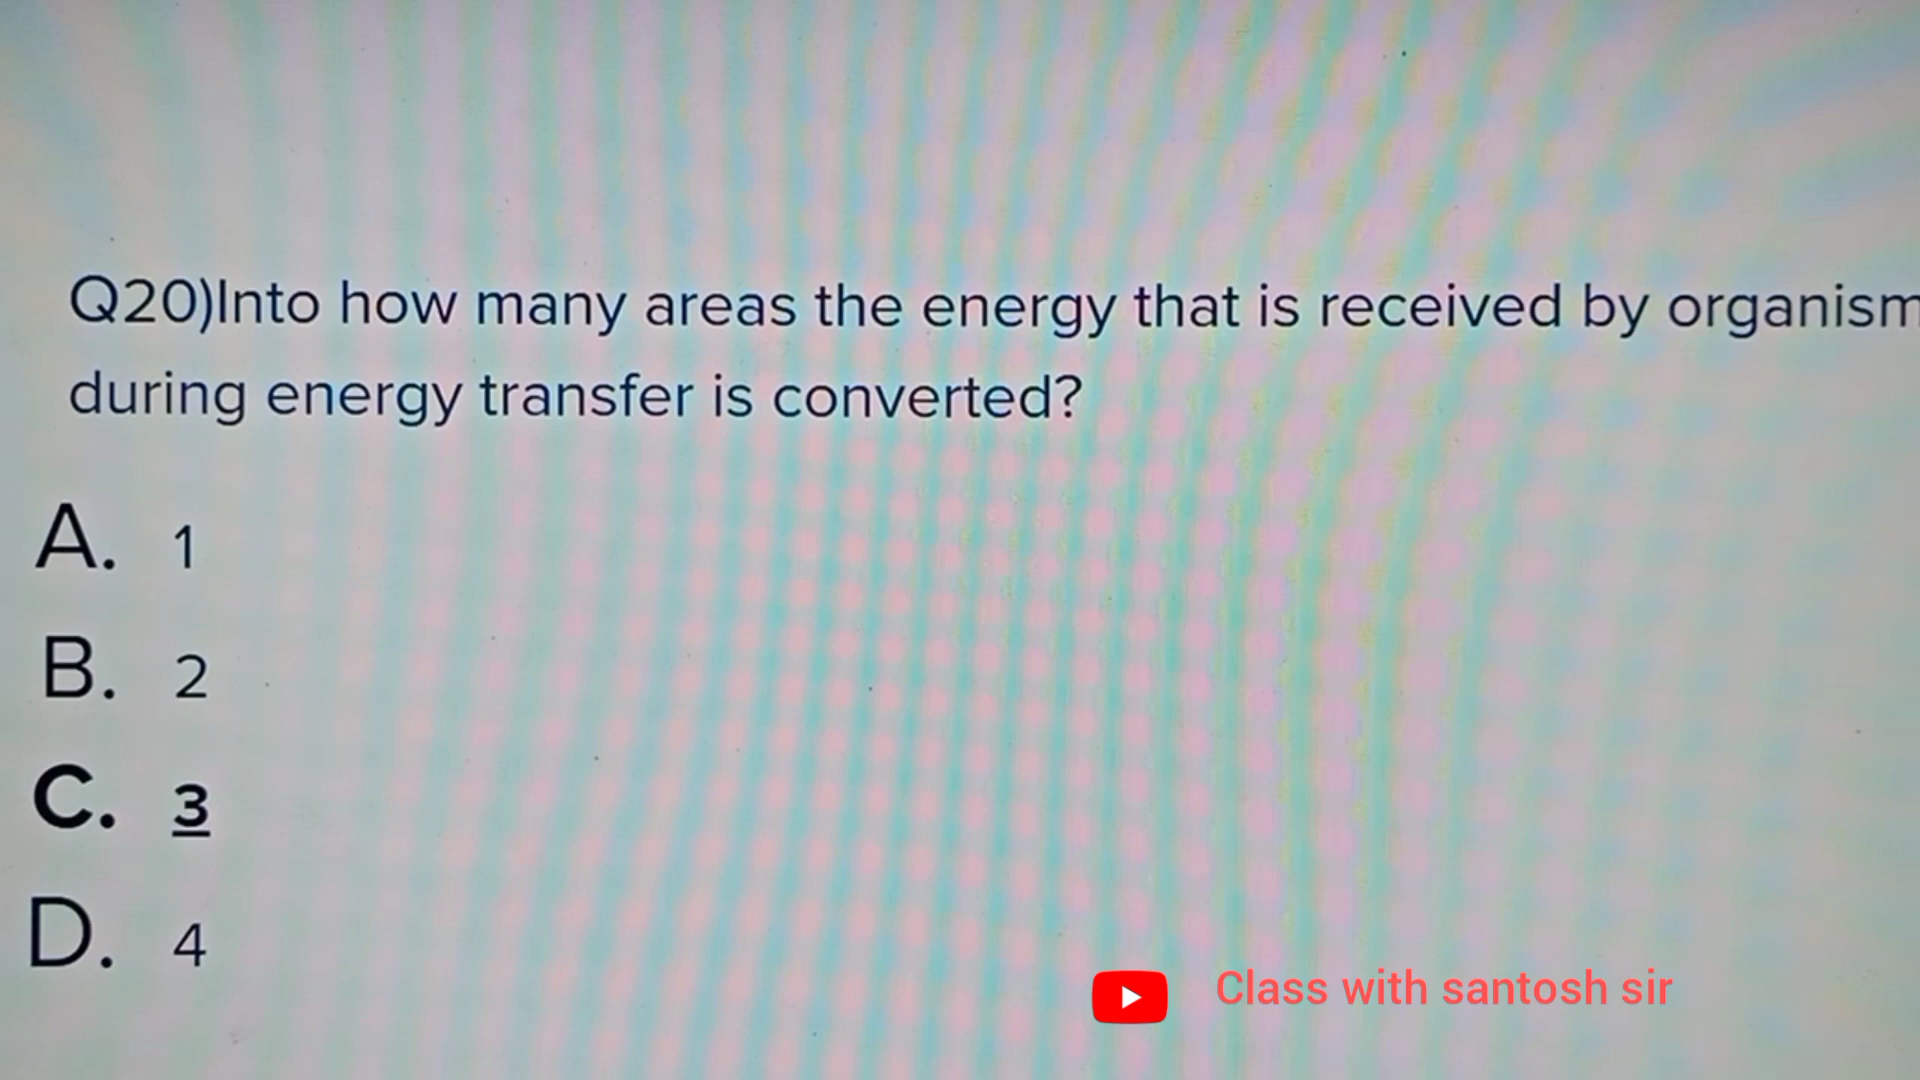 Q20)Into how many areas the energy that is received by organism
during energy transfer is converted?
A. 1
B. 2
C. 3
D. 4
Class with santosh sir